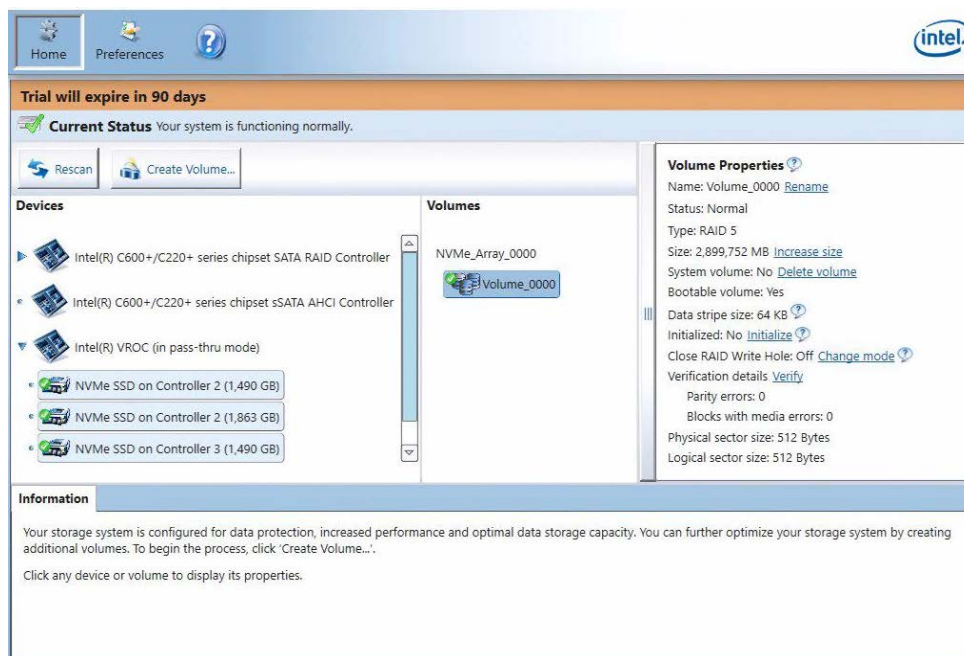 Home
Preferences
?
intel.
Trial will expire in 90 days
Current Status Your system is functioning normally.
Rescan
Create Volume...
Devices
Intel(R) C600+/C220+ series chipset SATA RAID Controller
Intel(R) C600+/C220+ series chipset sSATA AHCI Controller
Intel(R) VROC (in pass-thru mode)
NVMe SSD on Controller 2 (1,490 GB)
NVMe SSD on Controller 2 (1,863 GB)
NVMe SSD on Controller 3 (1,490 GB)
Volumes
NVMe_Array_0000
Volume_0000
Volume Properties ?
Name: Volume_0000 Rename
Status: Normal
Type: RAID 5
Size: 2,899,752 MB Increase size
System volume: No Delete volume
Bootable volume: Yes
Data stripe size: 64 KB ?
Initialized: No Initialize ?
Close RAID Write Hole: Off Change mode ?
Verification details Verify
Parity errors: 0
Blocks with media errors: 0
Physical sector size: 512 Bytes
Logical sector size: 512 Bytes
Information
Your storage system is configured for data protection, increased performance and optimal data storage capacity. You can further optimize your storage system by creating
additional volumes. To begin the process, click 'Create Volume...'.
Click any device or volume to display its properties.